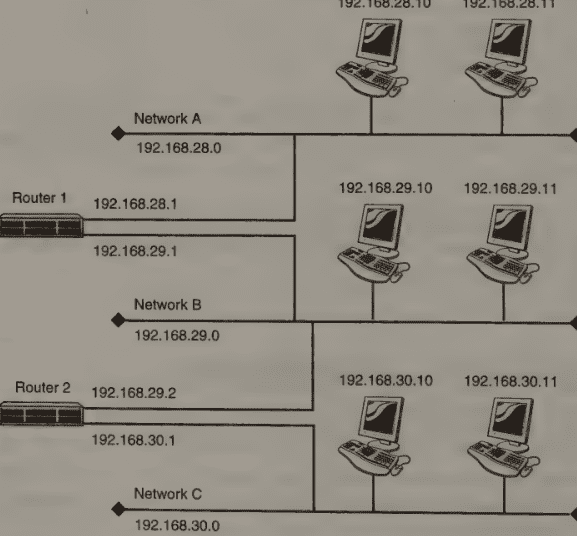 192.168.28.10 192.168.28.11
Network A
192.168.28.0
Router 1
192.168.28.1
192.168.29.10 192.168.29.11
192.168.29.1
Network B
192.168.29.0
Router 2
192.168.29.2
192.168.30.10 192.168.30.11
192.168.30.1
Network C
192.168.30.0